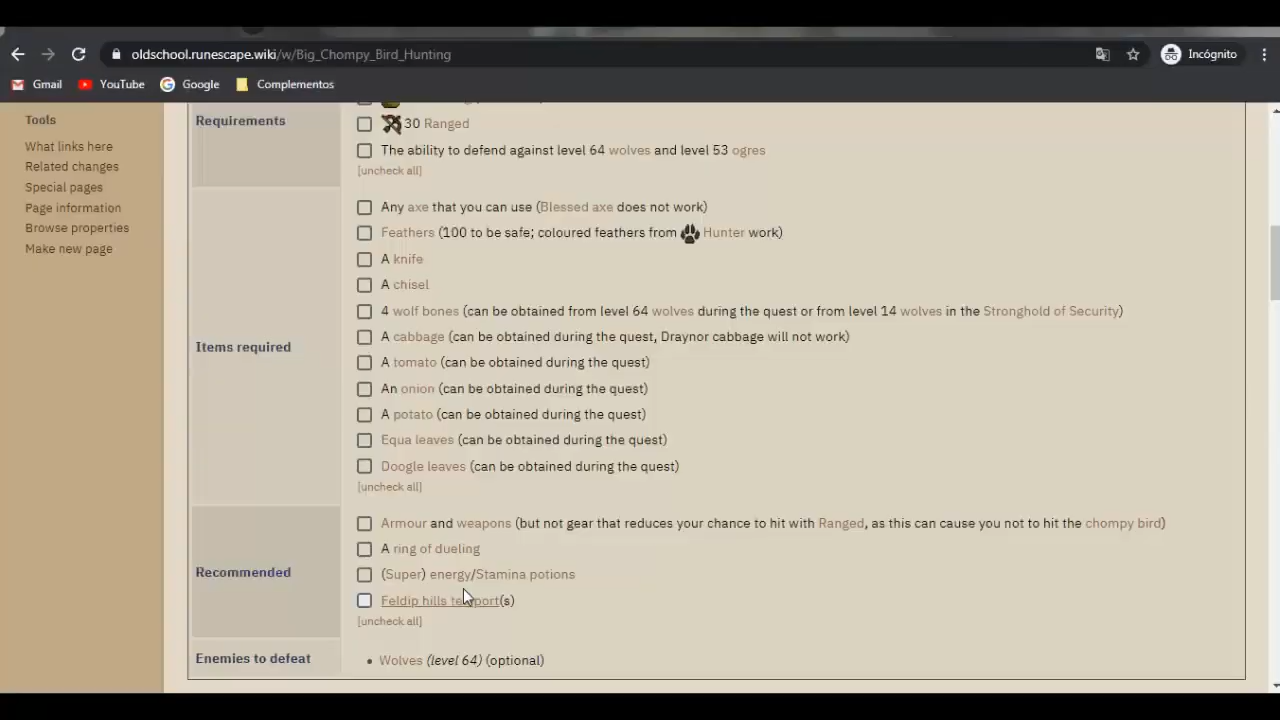 oldschool.runescape.wiki/w/Big_Chompy_Bird_Hunting
Incógnito
Gmail
YouTube
Google
Complementos
Tools
What links here
Related changes
Special pages
Page information
Browse properties
Make new page
Requirements
30 Ranged
The ability to defend against level 64 wolves and level 53 ogres
[uncheck all]
Items required
Any axe that you can use (Blessed axe does not work)
Feathers (100 to be safe; coloured feathers from Hunter work)
A knife
A chisel
4 wolf bones (can be obtained from level 64 wolves during the quest or from level 14 wolves in the Stronghold of Security)
A cabbage (can be obtained during the quest, Draynor cabbage will not work)
A tomato (can be obtained during the quest)
An onion (can be obtained during the quest)
A potato (can be obtained during the quest)
Equa leaves (can be obtained during the quest)
Doogle leaves (can be obtained during the quest)
[uncheck all]
Recommended
Armour and weapons (but not gear that reduces your chance to hit with Ranged, as this can cause you not to hit the chompy bird)
A ring of dueling
(Super) energy/Stamina potions
Feldip hills teleport(s)
[uncheck all]
Enemies to defeat
• Wolves (level 64) (optional)